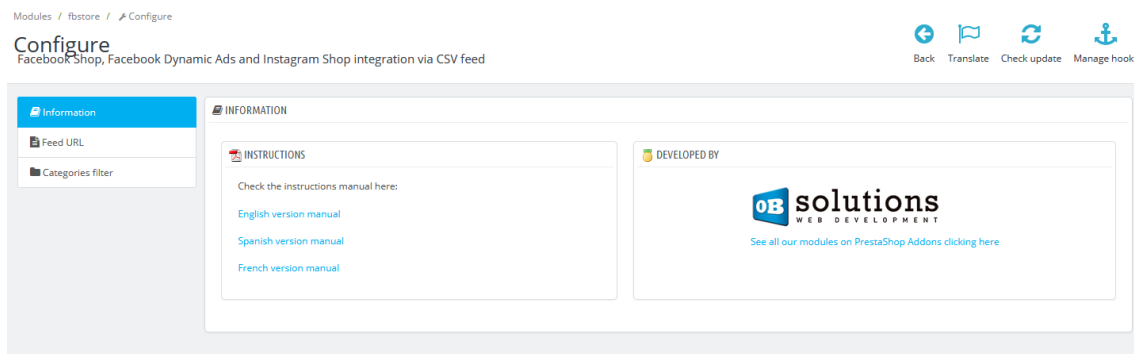 Modules / fbstore / Configure
Configure
Facebook Shop, Facebook Dynamic Ads and Instagram Shop integration via CSV feed
Back Translate Check update Manage hook
Information
Feed URL
Categories filter
INFORMATION
INSTRUCTIONS
Check the instructions manual here:
English version manual
Spanish version manual
French version manual
DEVELOPED BY
OB solutions
WEB DEVELOPMENT
See all our modules on PrestaShop Addons clicking here